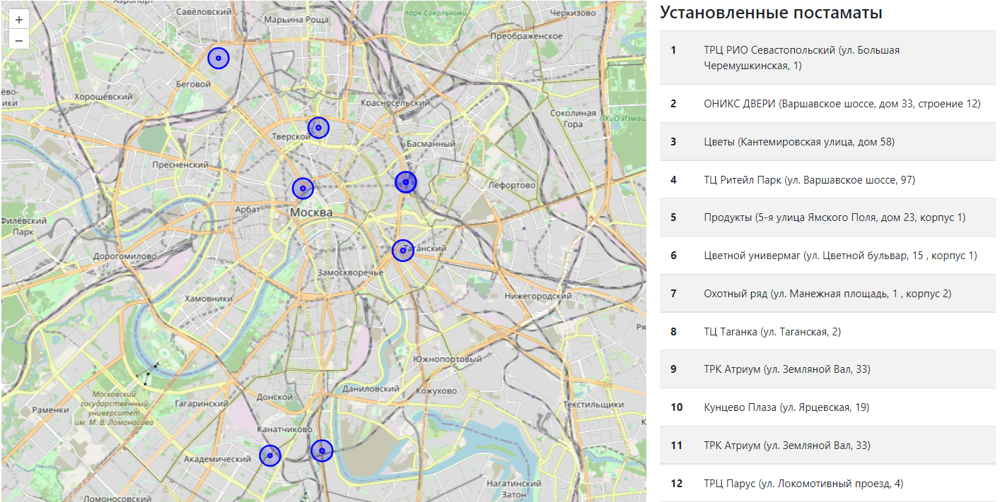 +
−
Савёловский
Марьина Роща
парк Сокольники
Черкизово
Преображенское
Беговой
Хорошёвский
Красносельский
Соколиная
Гора
ПКиО Измай
Тверской
Басманный
Пресненский
Лефортово
Арбат
Москва
Филёвский
Парк
Дорогомилово
Таганский
Замоскворечье
Хамовники
Нижегородский
Ря
Южнопортовый
Московский
государственный
университет
им. М. В. Ломоносова
Раменки
Гагаринский
Донской
Даниловский
Кожухово
Текстильщики
Канатчиково
Академический
Нагатинский
Затон
Ломоносовский
Установленные постаматы
1 ТРЦ РИО Севастопольский (ул. Большая
Черемушкинская, 1)
2 ОНИКС ДВЕРИ (Варшавское шоссе, дом 33, строение 12)
3 Цветы (Кантемировская улица, дом 58)
4 ТЦ Ритейл Парк (ул. Варшавское шоссе, 97)
5 Продукты (5-я улица Ямского Поля, дом 23, корпус 1)
6 Цветной универмаг (ул. Цветной бульвар, 15 , корпус 1)
7 Охотный ряд (ул. Манежная площадь, 1 , корпус 2)
8 ТЦ Таганка (ул. Таганская, 2)
9 ТРК Атриум (ул. Земляной Вал, 33)
10 Кунцево Плаза (ул. Ярцевская, 19)
11 ТРК Атриум (ул. Земляной Вал, 33)
12 ТРЦ Парус (ул. Локомотивный проезд, 4)